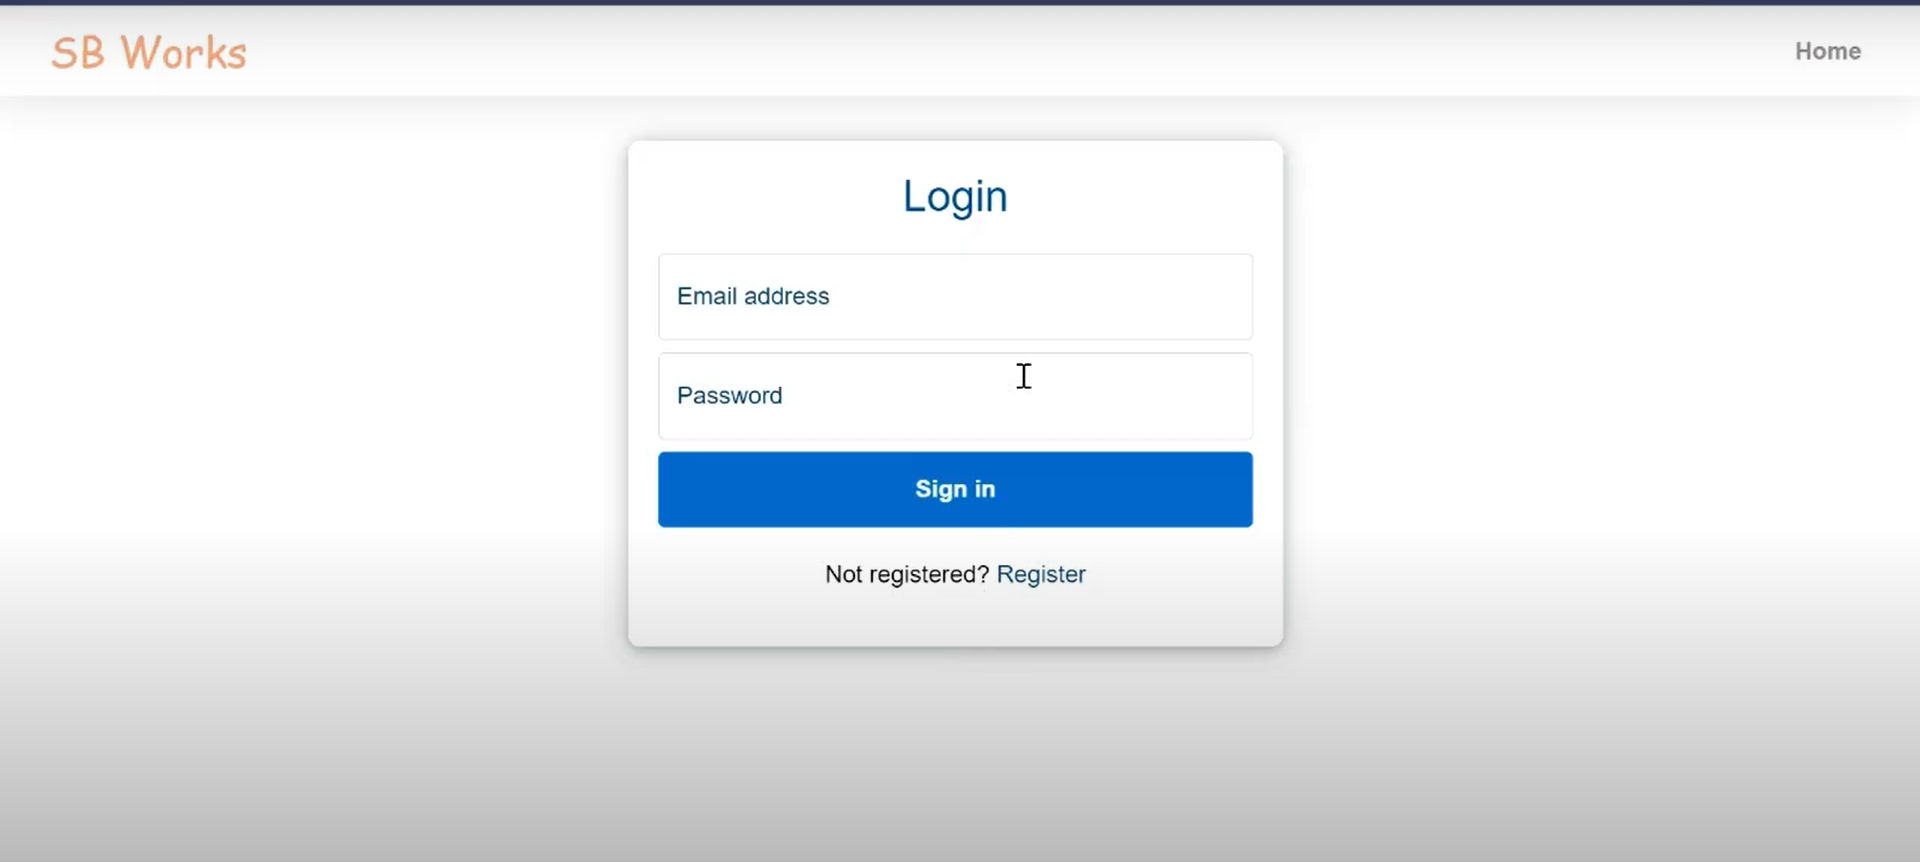 SB Works
Home
Login
Email address
Password
Sign in
Not registered? Register